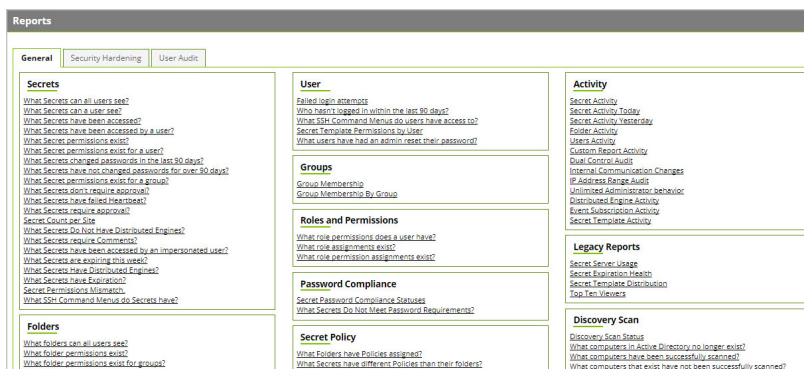 Reports
General
Security Hardening
User Audit
Secrets
What Secrets can all users see?
What Secrets can a user see?
What Secrets have been accessed?
What Secrets have been accessed by a user?
What Secret permissions exist?
What Secret permissions exist for a user?
What Secrets changed passwords in the last 90 days?
What Secrets have not changed passwords for over 90 days?
What Secret permissions exist for a group?
What Secrets don't require approval?
What Secrets have failed Heartbeat?
What Secrets require approval?
Secret Count per Site
What Secrets Do Not Have Distributed Engines?
What Secrets require Comments?
What Secrets have been accessed by an impersonated user?
What Secrets are expiring this week?
What Secrets Have Distributed Engines?
What Secrets have Expiration?
Secret Permissions Mismatch.
What SSH Command Menus do Secrets have?
Folders
What folders can all users see?
What folder permissions exist?
What folder permissions exist for groups?
User
Failed login attempts
Who hasn't logged in within the last 90 days?
What SSH Command Menus do users have access to?
Secret Template Permissions by User
What users have had an admin reset their password?
Groups
Group Membership
Group Membership By Group
Roles and Permissions
What role permissions does a user have?
What role assignments exist?
What role permission assignments exist?
Password Compliance
Secret Password Compliance Statuses
What Secrets Do Not Meet Password Requirements?
Secret Policy
What Folders have Policies assigned?
What Secrets have different Policies than their folders?
Activity
Secret Activity
Secret Activity Today
Secret Activity Yesterday
Folder Activity
Users Activity
Custom Report Activity
Dual Control Audit
Internal Communication Changes
IP Address Range Audit
Unlimited Administrator behavior
Distributed Engine Activity
Event Subscription Activity
Secret Template Activity
Legacy Reports
Secret Server Usage
Secret Expiration Health
Secret Template Distribution
Top Ten Viewers
Discovery Scan
Discovery Scan Status
What computers in Active Directory no longer exist?
What computers have been successfully scanned?
What computers that exist have not been successfully scanned?